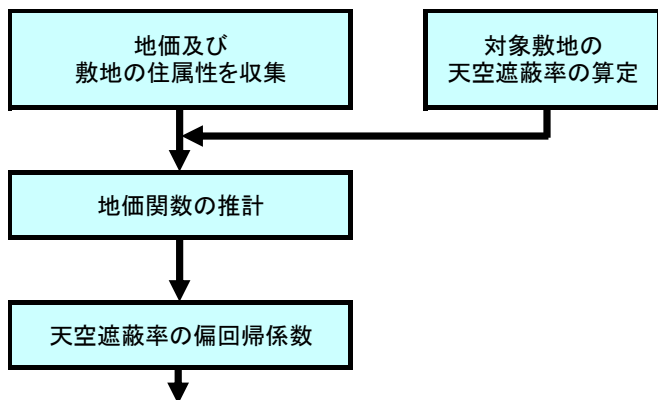 地価及び
敷地の住属性を収集
対象敷地の
天空遮蔽率の算定
地価関数の推計
天空遮蔽率の偏回帰係数